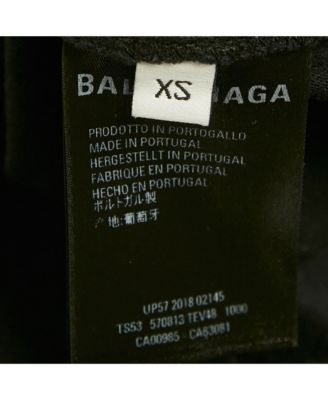 XS
BAL NAGA
PRODOTTO IN PORTOGALLO
MADE IN PORTUGAL
HERGESTELLT IN PORTUGAL
FABRIQUE EN PORTUGAL
HECHO EN PORTUGAL
ポルトガル製
产地:葡萄牙
UP57 2018 02145
TS53 570813 TEV48 1000
CA00985 - CA63081